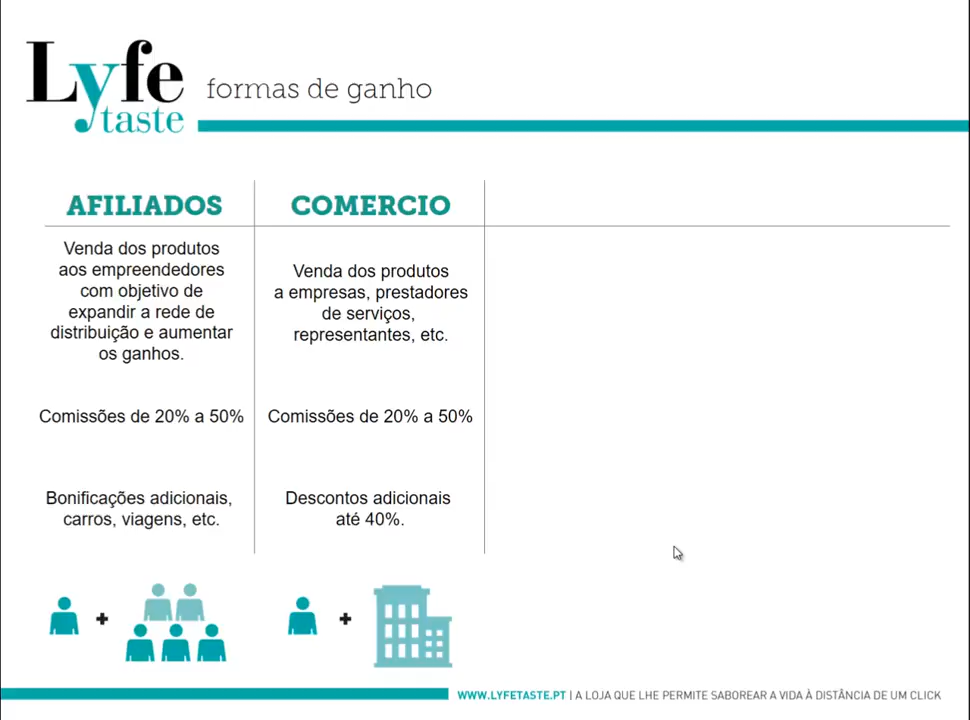 Lyfe
taste
formas de ganho
AFILIADOS
Venda dos produtos
aos empreendedores
com objetivo de
expandir a rede de
distribuição e aumentar
os ganhos.
Comissões de 20% a 50%
Bonificações adicionais,
carros, viagens, etc.
COMERCIO
Venda dos produtos
a empresas, prestadores
de serviços,
representantes, etc.
Comissões de 20% a 50%
Descontos adicionais
até 40%.
+
+
WWW.LYFETASTE.PT | A LOJA QUE LHE PERMITE SABOREAR A VIDA À DISTÂNCIA DE UM CLICK